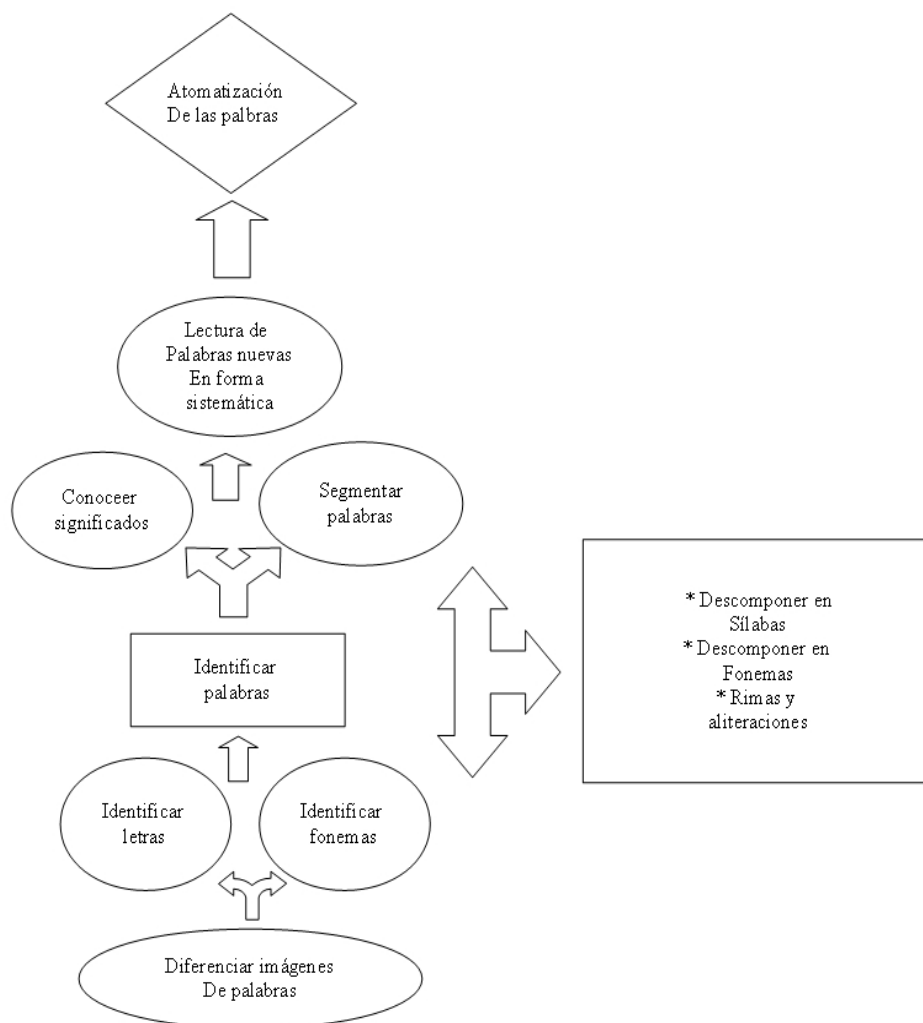 Atomatización
De las palbras
Lectura de
Palabras nuevas
En forma
sistemática
Conoceer
significados
Segmentar
palabras
* Descomponer en
Sílabas
* Descomponer en
Fonemas
* Rimas y
aliteraciones
Identificar
palabras
Identificar
letras
Identificar
fonemas
Diferenciar imágenes
De palabras